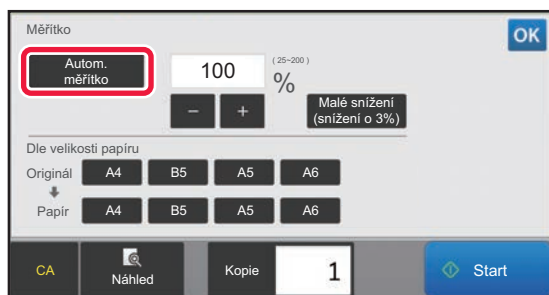 Měřítko
OK
Autom.
měřítko
100
(25~200)
%
−
+
Malé snížení
(snížení o 3%)
Dle velikosti papíru
Originál A4 B5 A5 A6
Papír A4 B5 A5 A6
CA
Náhled
Kopie
1
Start